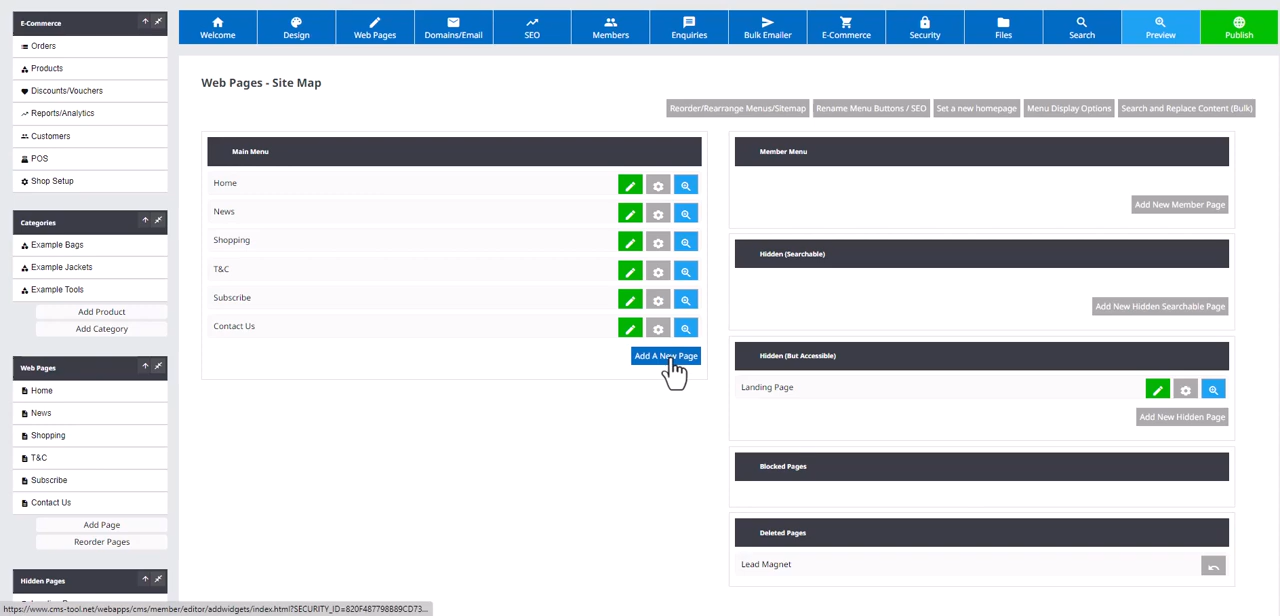 E-Commerce
Orders
Products
Discounts/Vouchers
Reports/Analytics
Customers
POS
Shop Setup
Categories
Example Bags
Example Jackets
Example Tools
Add Product
Add Category
Web Pages
Home
News
Shopping
T&C
Subscribe
Contact Us
Add Page
Reorder Pages
Hidden Pages
Welcome
Design
Web Pages
Domains/Email
SEO
Members
Enquiries
Bulk Emailer
E-Commerce
Security
Files
Search
Preview
Publish
Web Pages - Site Map
Reorder/Rearrange Menus/Sitemap
Rename Menu Buttons / SEO
Set a new homepage
Menu Display Options
Search and Replace Content (Bulk)
Main Menu
Home
News
Shopping
T&C
Subscribe
Contact Us
Add A New Page
Member Menu
Add New Member Page
Hidden (Searchable)
Add New Hidden Searchable Page
Hidden (But Accessible)
Landing Page
Add New Hidden Page
Blocked Pages
Deleted Pages
Lead Magnet
https://www.cms-tool.net/webapps/cms/member/editor/addwidgets/index.html?SECURITY_ID=820F487798B89CD73...